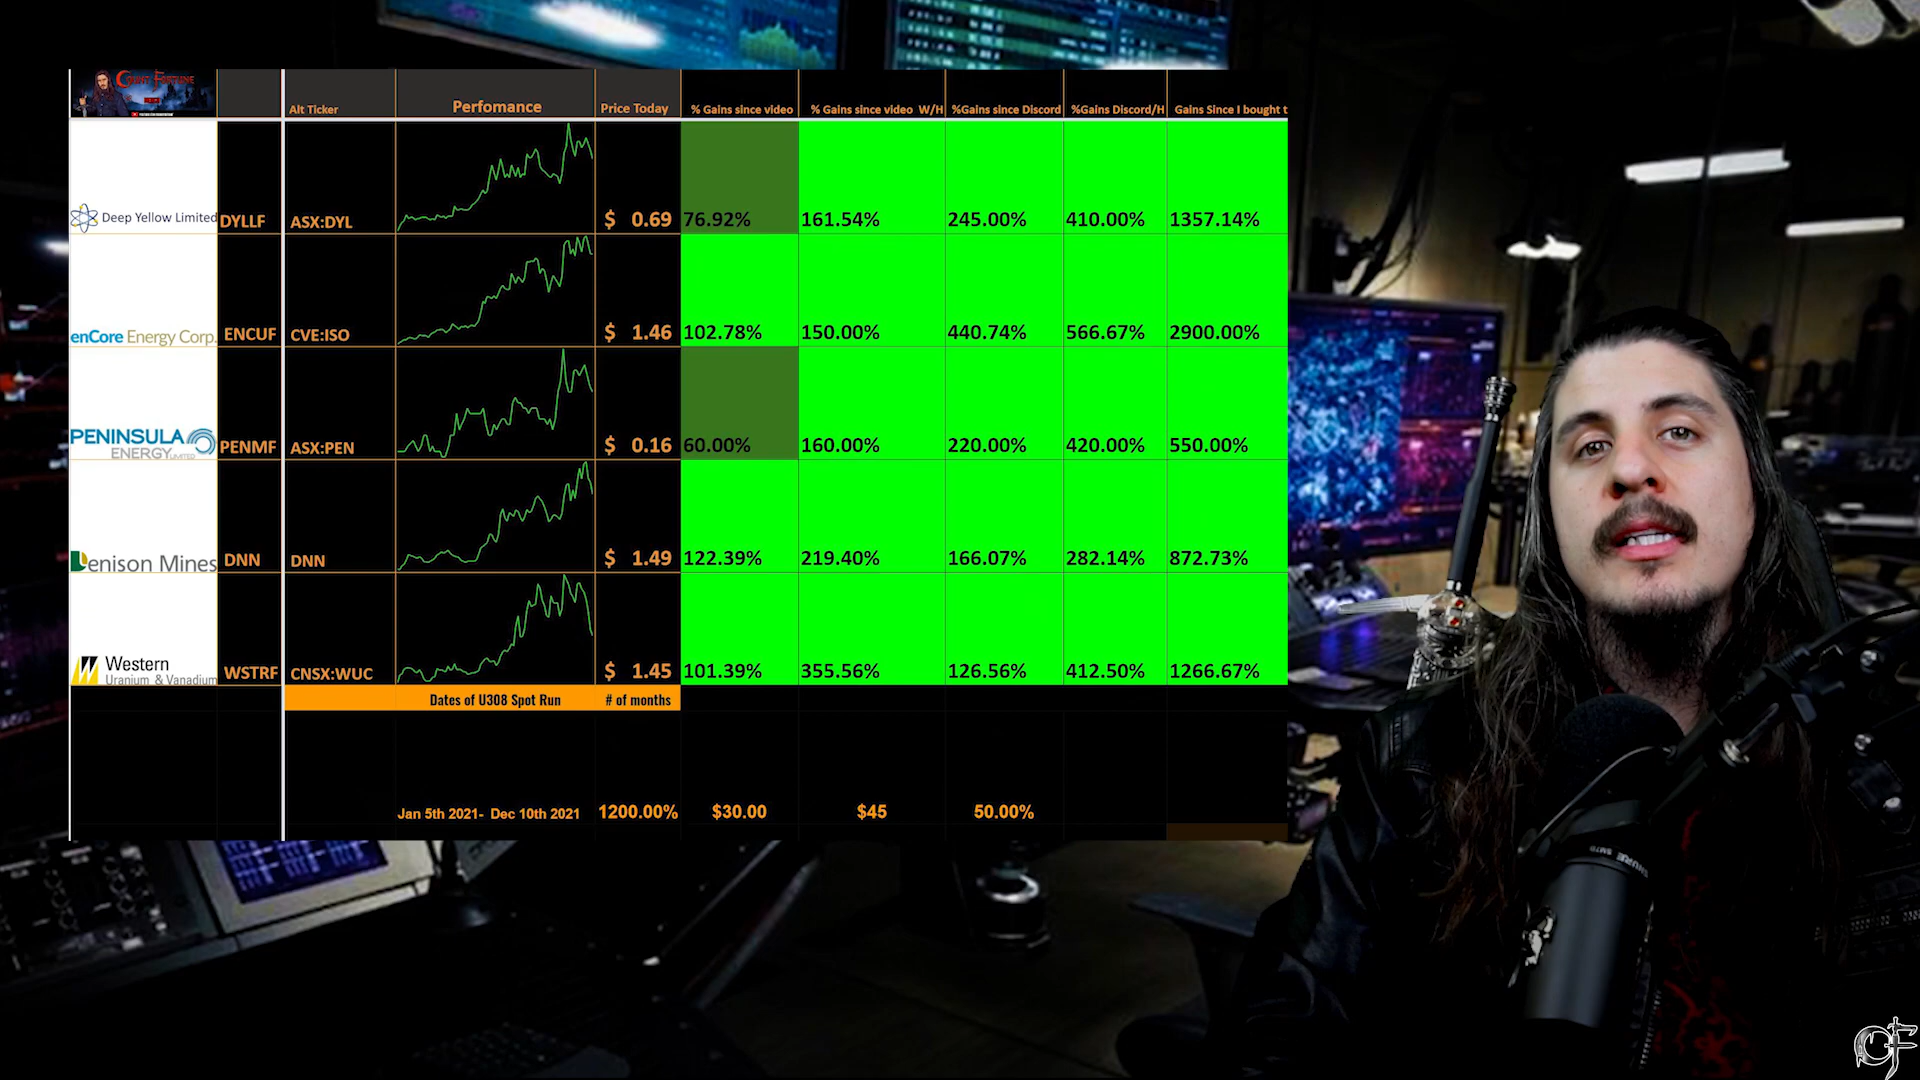 Count Fortune
Alt Ticker Perfomance Price Today % Gains since video % Gains since video W/H %Gains since Discord %Gains Discord/H Gains Since I bought t
Deep Yellow Limited DYLLF ASX:DYL $ 0.69 76.92% 161.54% 245.00% 410.00% 1357.14%
enCore Energy Corp. ENCUF CVE:ISO $ 1.46 102.78% 150.00% 440.74% 566.67% 2900.00%
PENINSULA
ENERGY LIMITED PENMF ASX:PEN $ 0.16 60.00% 160.00% 220.00% 420.00% 550.00%
Denison Mines DNN DNN $ 1.49 122.39% 219.40% 166.07% 282.14% 872.73%
Western
Uranium & Vanadium WSTRF CNSX:WUC $ 1.45 101.39% 355.56% 126.56% 412.50% 1266.67%
Dates of U308 Spot Run # of months
Jan 5th 2021- Dec 10th 2021 1200.00% $30.00 $45 50.00%
SHURE SM7B
CF